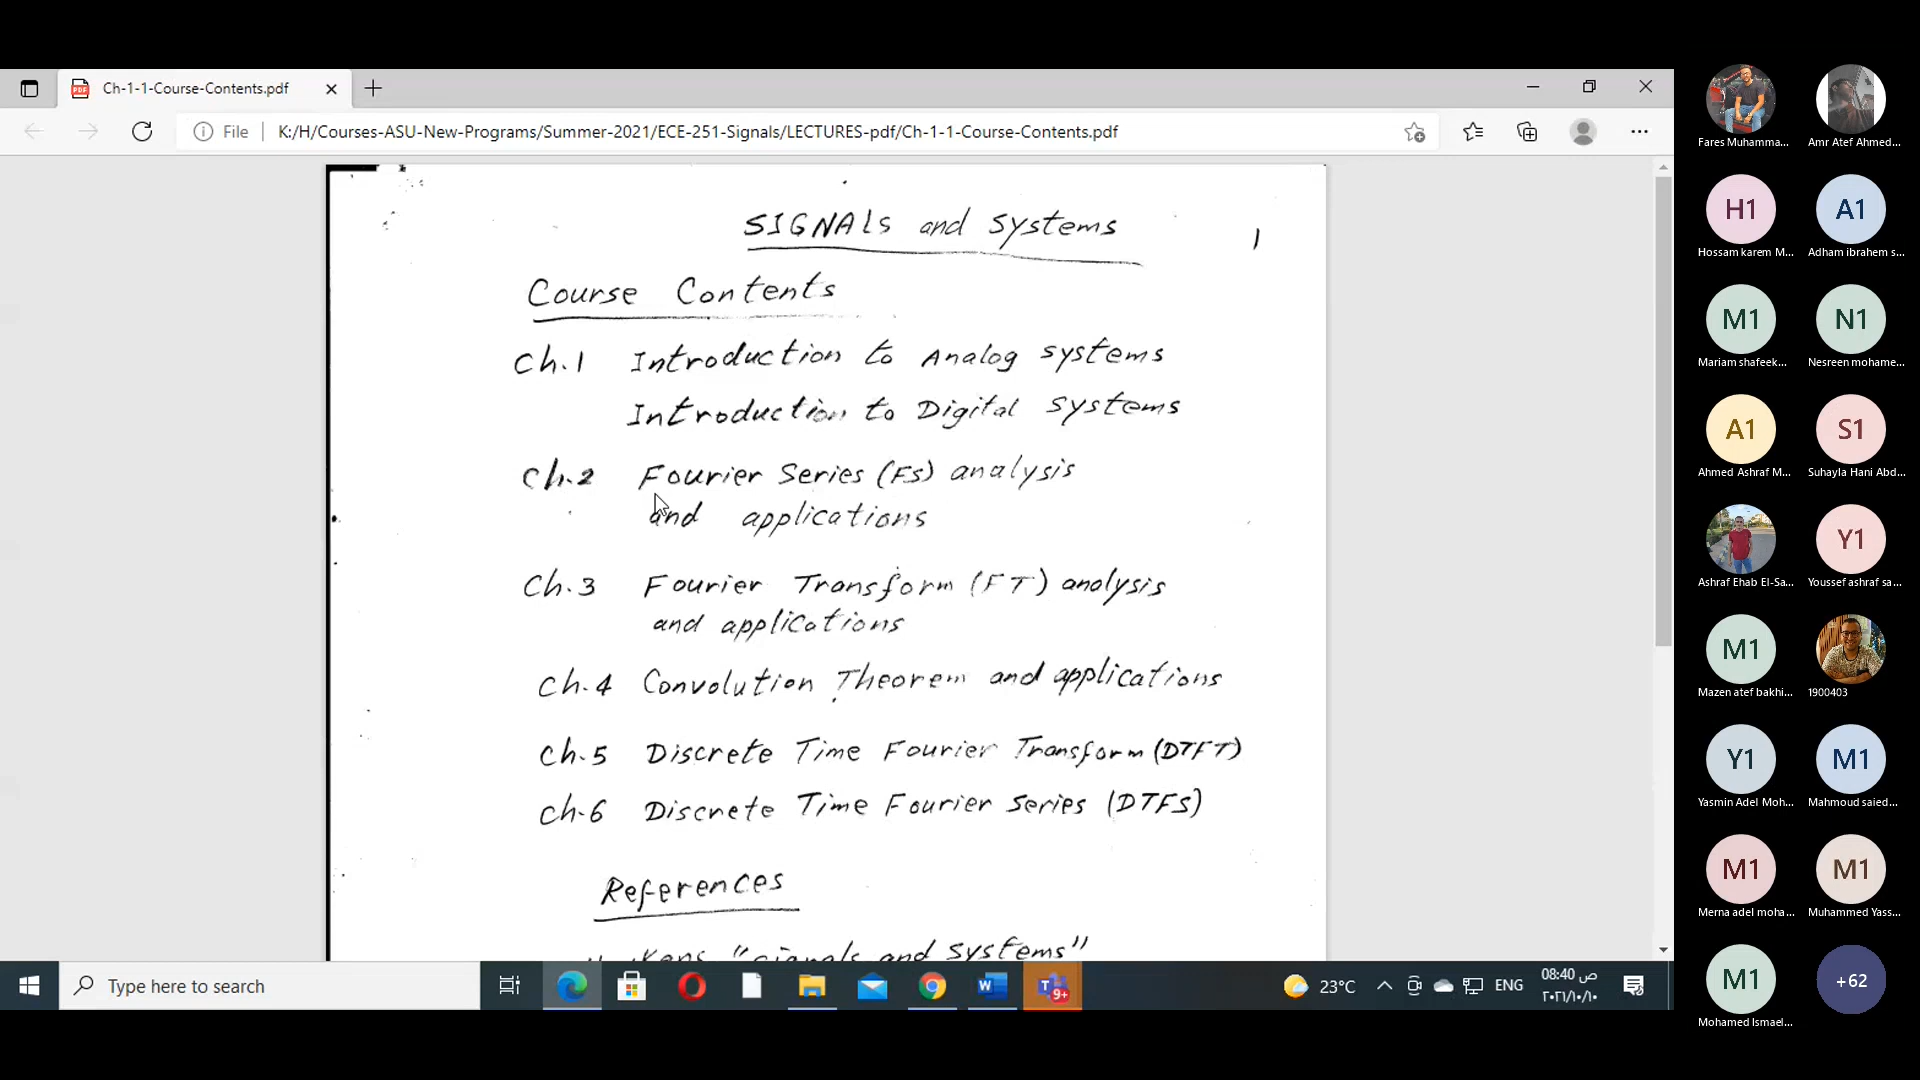 Ch-1-1-Course-Contents.pdf
File
K:/H/Courses-ASU-New-Programs/Summer-2021/ECE-251-Signals/LECTURES-pdf/Ch-1-1-Course-Contents.pdf
SIGNALS and Systems
1
Course Contents
Ch.1 Introduction to Analog systems
Introduction to Digital systems
Ch.2 Fourier Series (Fs) analysis
and applications
Ch.3 Fourier Transform (FT) analysis
and applications
Ch.4 Convolution Theorem and applications
Ch.5 Discrete Time Fourier Transform (DTFT)
Ch.6 Discrete Time Fourier Series (DTFS)
References
"signals and systems"
Type here to search
9+
23°C
ENG
08:40 ص
٢٠٢١/١٠/١٠
Fares Muhamma...
Amr Atef Ahmed...
H1
A1
Hossam karem M...
Adham ibrahem s...
M1
N1
Mariam shafeek...
Nesreen mohame...
A1
S1
Ahmed Ashraf M...
Suhayla Hani Abd...
Y1
Ashraf Ehab El-Sa...
Youssef ashraf sa...
M1
Mazen atef bakhi...
1900403
Y1
M1
Yasmin Adel Moh...
Mahmoud saied...
M1
M1
Merna adel moha...
Muhammed Yass...
M1
+62
Mohamed Ismael...